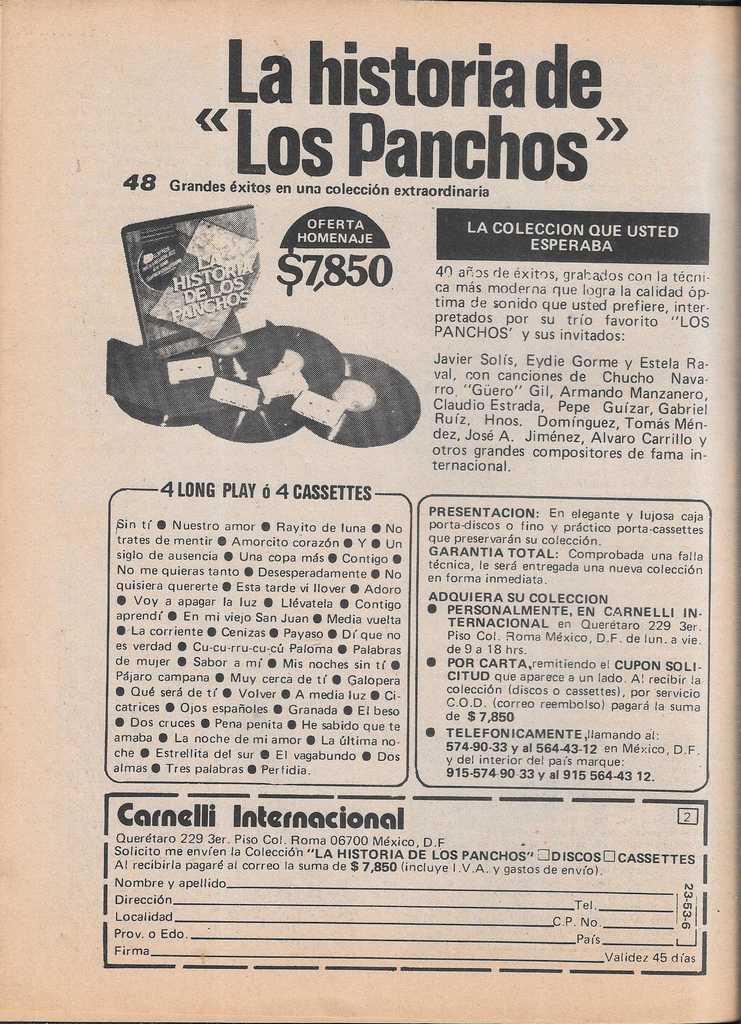 La historia de
«Los Panchos»
48 Grandes éxitos en una colección extraordinaria
LA
HISTORIA
DE LOS
PANCHOS
OFERTA
HOMENAJE
$7,850
LA COLECCION QUE USTED
ESPERABA
40 años de éxitos, grabados con la técni-
ca más moderna que logra la calidad óp-
tima de sonido que usted prefiere, inter-
pretados por su trío favorito "LOS
PANCHOS' y sus invitados:
Javier Solís, Eydie Gorme y Estela Ra-
val, con canciones de Chucho Nava-
rro, "Güero" Gil, Armando Manzanero,
Claudio Estrada, Pepe Guízar, Gabriel
Ruíz, Hnos. Domínguez, Tomás Mén-
dez, José A. Jiménez, Alvaro Carrillo y
otros grandes compositores de fama in-
ternacional.
4 LONG PLAY ó 4 CASSETTES
Sin tí ● Nuestro amor ● Rayito de luna ● No
trates de mentir ● Amorcito corazón ● Y ● Un
siglo de ausencia ● Una copa más ● Contigo ●
No me quieras tanto ● Desesperadamente ● No
quisiera quererte ● Esta tarde vi llover ● Adoro
● Voy a apagar la luz ● Llévatela ● Contigo
aprendí ● En mi viejo San Juan ● Media vuelta
● La corriente ● Cenizas ● Payaso ● Dí que no
es verdad ● Cu-cu-rru-cu-cú Paloma ● Palabras
de mujer ● Sabor a mí ● Mis noches sin tí ●
Pájaro campana ● Muy cerca de tí ● Galopera
● Qué será de tí ● Volver ● A media luz ● Ci-
catrices ● Ojos españoles ● Granada ● El beso
● Dos cruces ● Pena penita ● He sabido que te
amaba ● La noche de mi amor ● La última no-
che ● Estrellita del sur ● El vagabundo ● Dos
almas ● Tres palabras ● Perfidia.
PRESENTACION: En elegante y lujosa caja
porta-discos o fino y práctico porta-cassettes
que preservarán su colección.
GARANTIA TOTAL: Comprobada una falla
técnica, le será entregada una nueva colección
en forma inmediata.
ADQUIERA SU COLECCION
● PERSONALMENTE, EN CARNELLI IN-
TERNACIONAL en Querétaro 229 3er.
Piso Col. Roma México, D.F. de lun. a vie.
de 9 a 18 hrs.
● POR CARTA, remitiendo el CUPON SOLI-
CITUD que aparece a un lado. Al recibir la
colección (discos o cassettes), por servicio
C.O.D. (correo reembolso) pagará la suma
de $ 7,850
● TELEFONICAMENTE, llamando al:
574-90-33 y al 564-43-12 en México, D.F.
y del interior del país marque:
915-574-90-33 y al 915 564-43 12.
Carnelli Internacional
2
Querétaro 229 3er. Piso Col. Roma 06700 México, D.F
Solicito me envíen la Colección "LA HISTORIA DE LOS PANCHOS" □DISCOS□CASSETTES
Al recibirla pagaré al correo la suma de $ 7,850 (incluye I.V.A. y gastos de envío).
Nombre y apellido
Dirección Tel.
Localidad C.P. No.
Prov. o Edo. País
Firma Validez 45 días
23-53-6